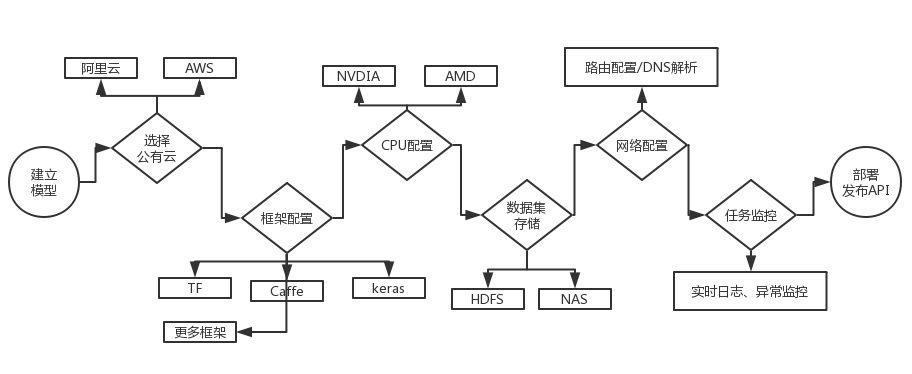 阿里云
AWS
NVDIA
AMD
路由配置/DNS解析
建立
模型
选择
公有云
CPU配置
网络配置
部署
发布API
框架配置
数据集
存储
任务监控
TF
Caffe
keras
HDFS
NAS
实时日志、异常监控
更多框架